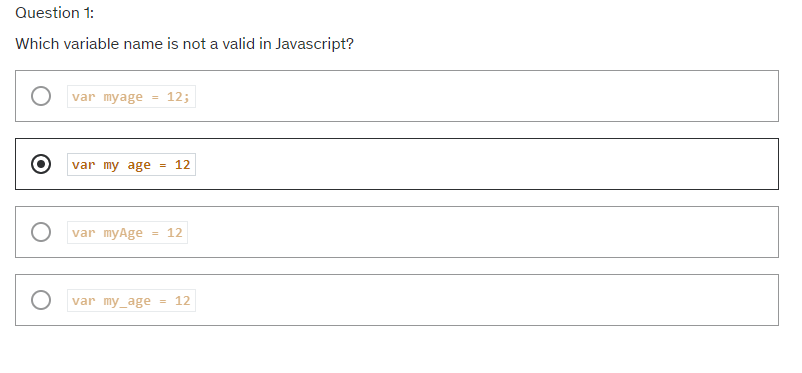 Question 1:
Which variable name is not a valid in Javascript?
var myage = 12;
var my age = 12
var myAge = 12
var my_age = 12